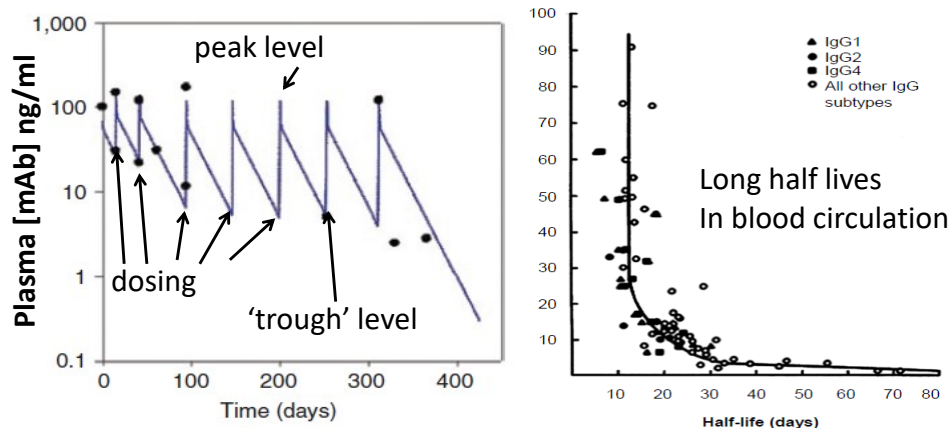 Plasma [mAb] ng/ml
1,000
100
10
1
0.1
peak level
dosing
'trough' level
0 100 200 300 400
Time (days)
100
90
80
70
60
50
40
30
20
10
IgG1
IgG2
IgG4
All other IgG
subtypes
Long half lives
In blood circulation
10 20 30 40 50 60 70 80
Half-life (days)